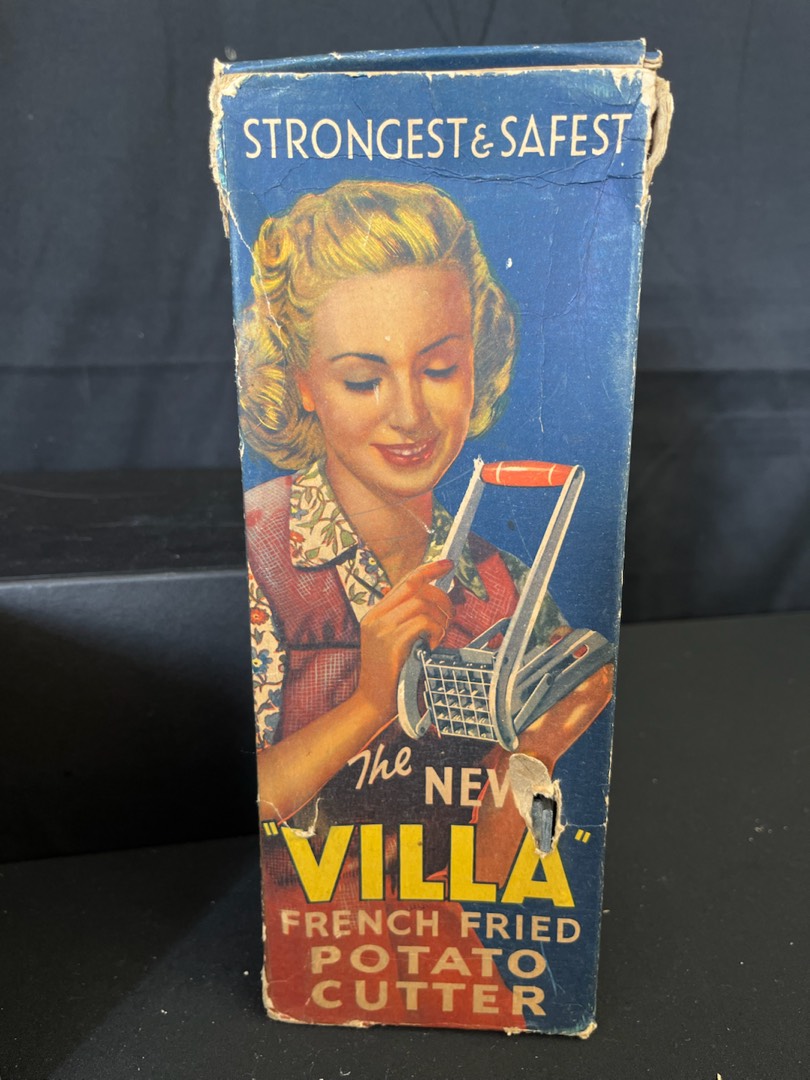 STRONGEST & SAFEST
The NEW
"VILLA"
FRENCH FRIED
POTATO
CUTTER